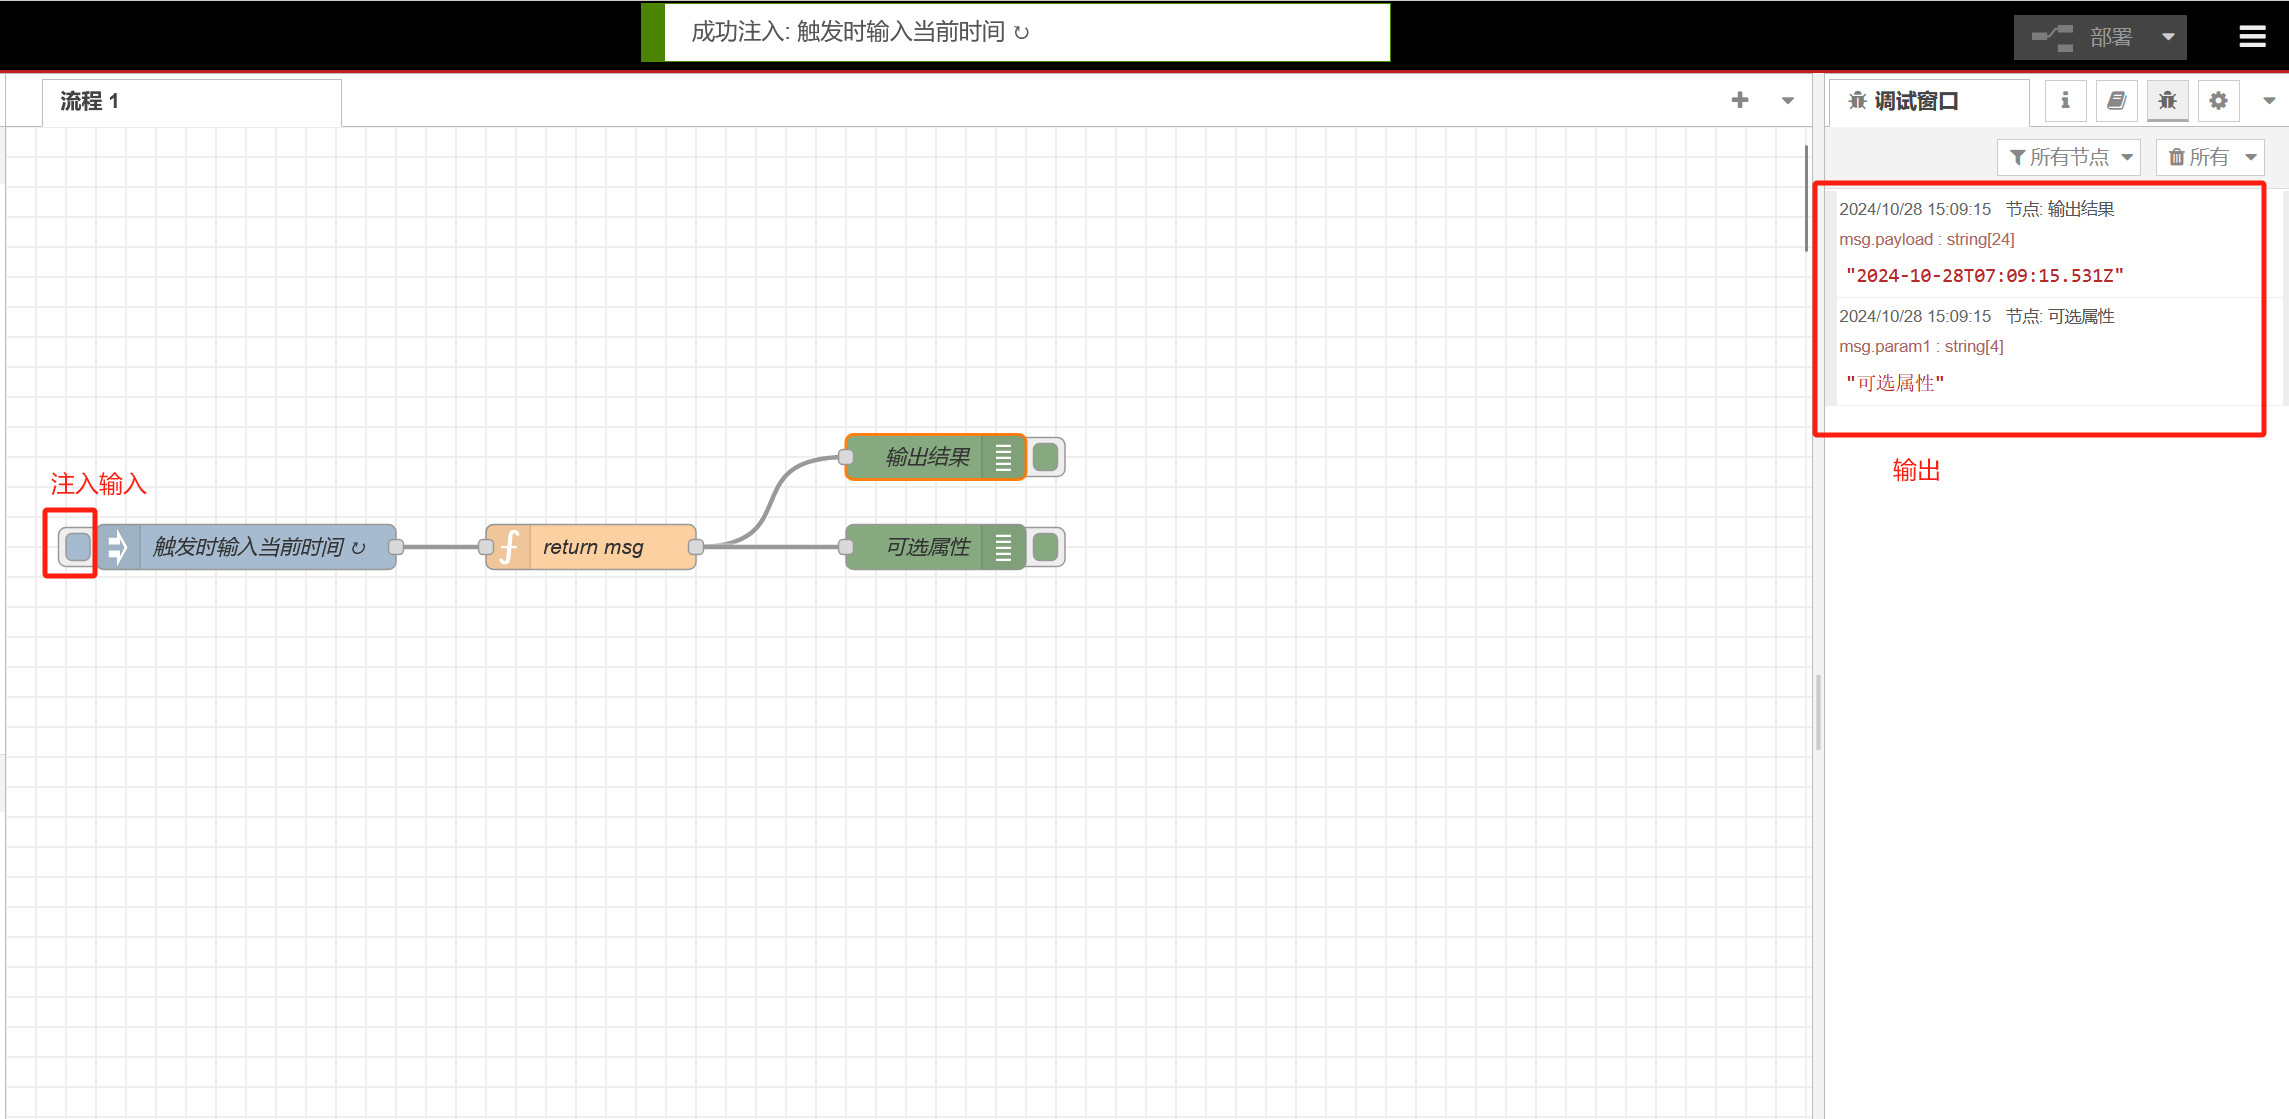 成功注入: 触发时输入当前时间 ↻
部署
流程 1
调试窗口
所有节点
所有
2024/10/28 15:09:15 节点: 输出结果
msg.payload : string[24]
"2024-10-28T07:09:15.531Z"
2024/10/28 15:09:15 节点: 可选属性
msg.param1 : string[4]
"可选属性"
输出
注入输入
输出结果
触发时输入当前时间 ↻
return msg
可选属性